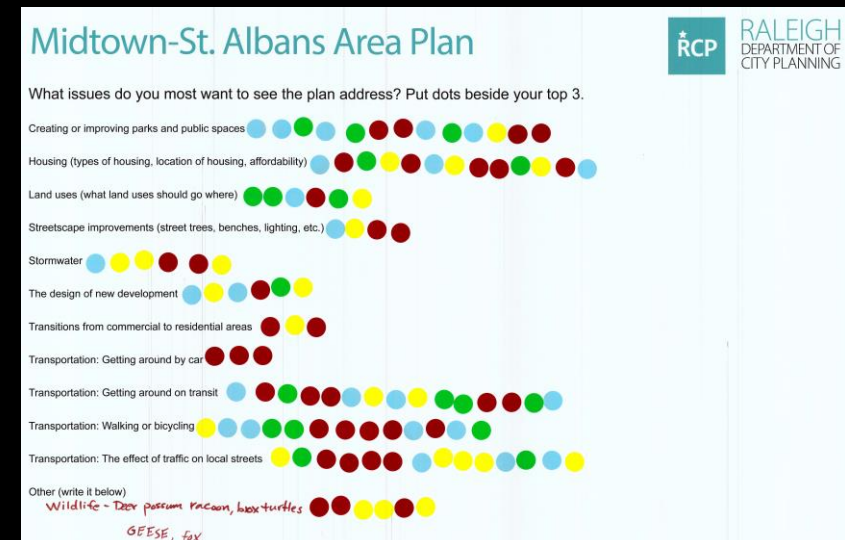 Midtown-St. Albans Area Plan
RCP
RALEIGH
DEPARTMENT OF
CITY PLANNING
What issues do you most want to see the plan address? Put dots beside your top 3.
Creating or improving parks and public spaces
Housing (types of housing, location of housing, affordability)
Land uses (what land uses should go where)
Streetscape improvements (street trees, benches, lighting, etc.)
Stormwater
The design of new development
Transitions from commercial to residential areas
Transportation: Getting around by car
Transportation: Getting around on transit
Transportation: Walking or bicycling
Transportation: The effect of traffic on local streets
Other (write it below)
Wildlife - Deer possum racoon, box turtles
GEESE, fox